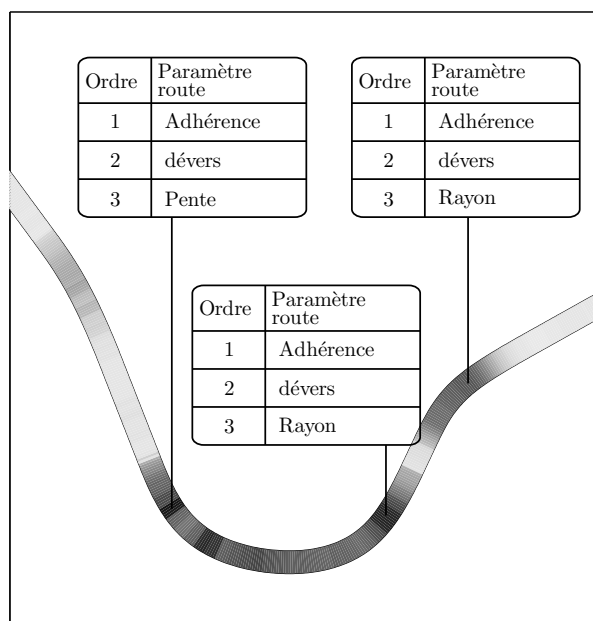 Ordre Paramètre
route
1 Adhérence
2 dévers
3 Pente
Ordre Paramètre
route
1 Adhérence
2 dévers
3 Rayon
Ordre Paramètre
route
1 Adhérence
2 dévers
3 Rayon